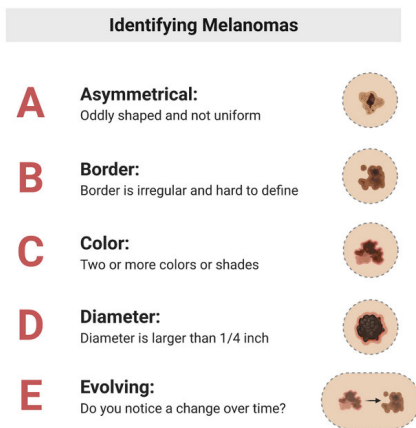 Identifying Melanomas
A
Asymmetrical:
Oddly shaped and not uniform
B
Border:
Border is irregular and hard to define
C
Color:
Two or more colors or shades
D
Diameter:
Diameter is larger than 1/4 inch
E
Evolving:
Do you notice a change over time?